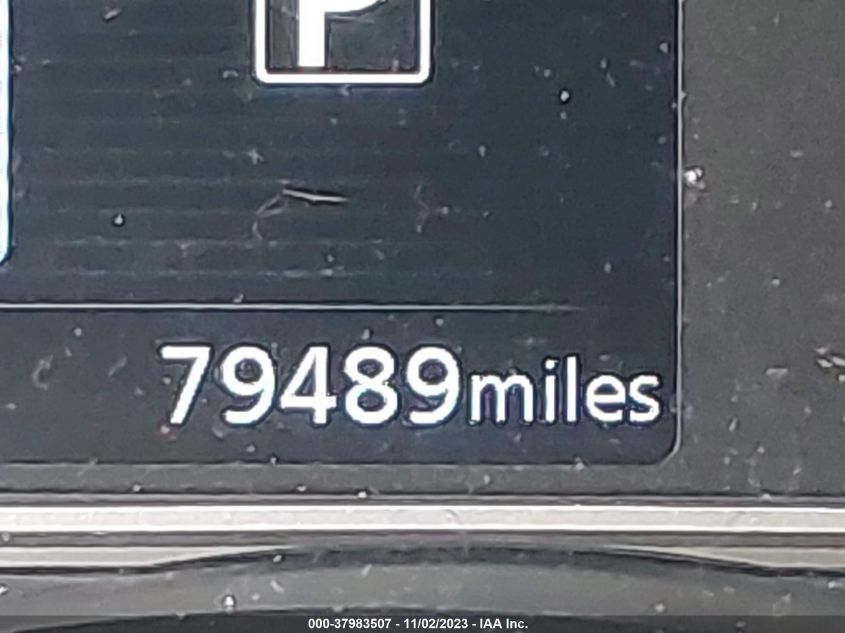 P
79489miles
000-37983507 - 11/02/2023 - IAA Inc.